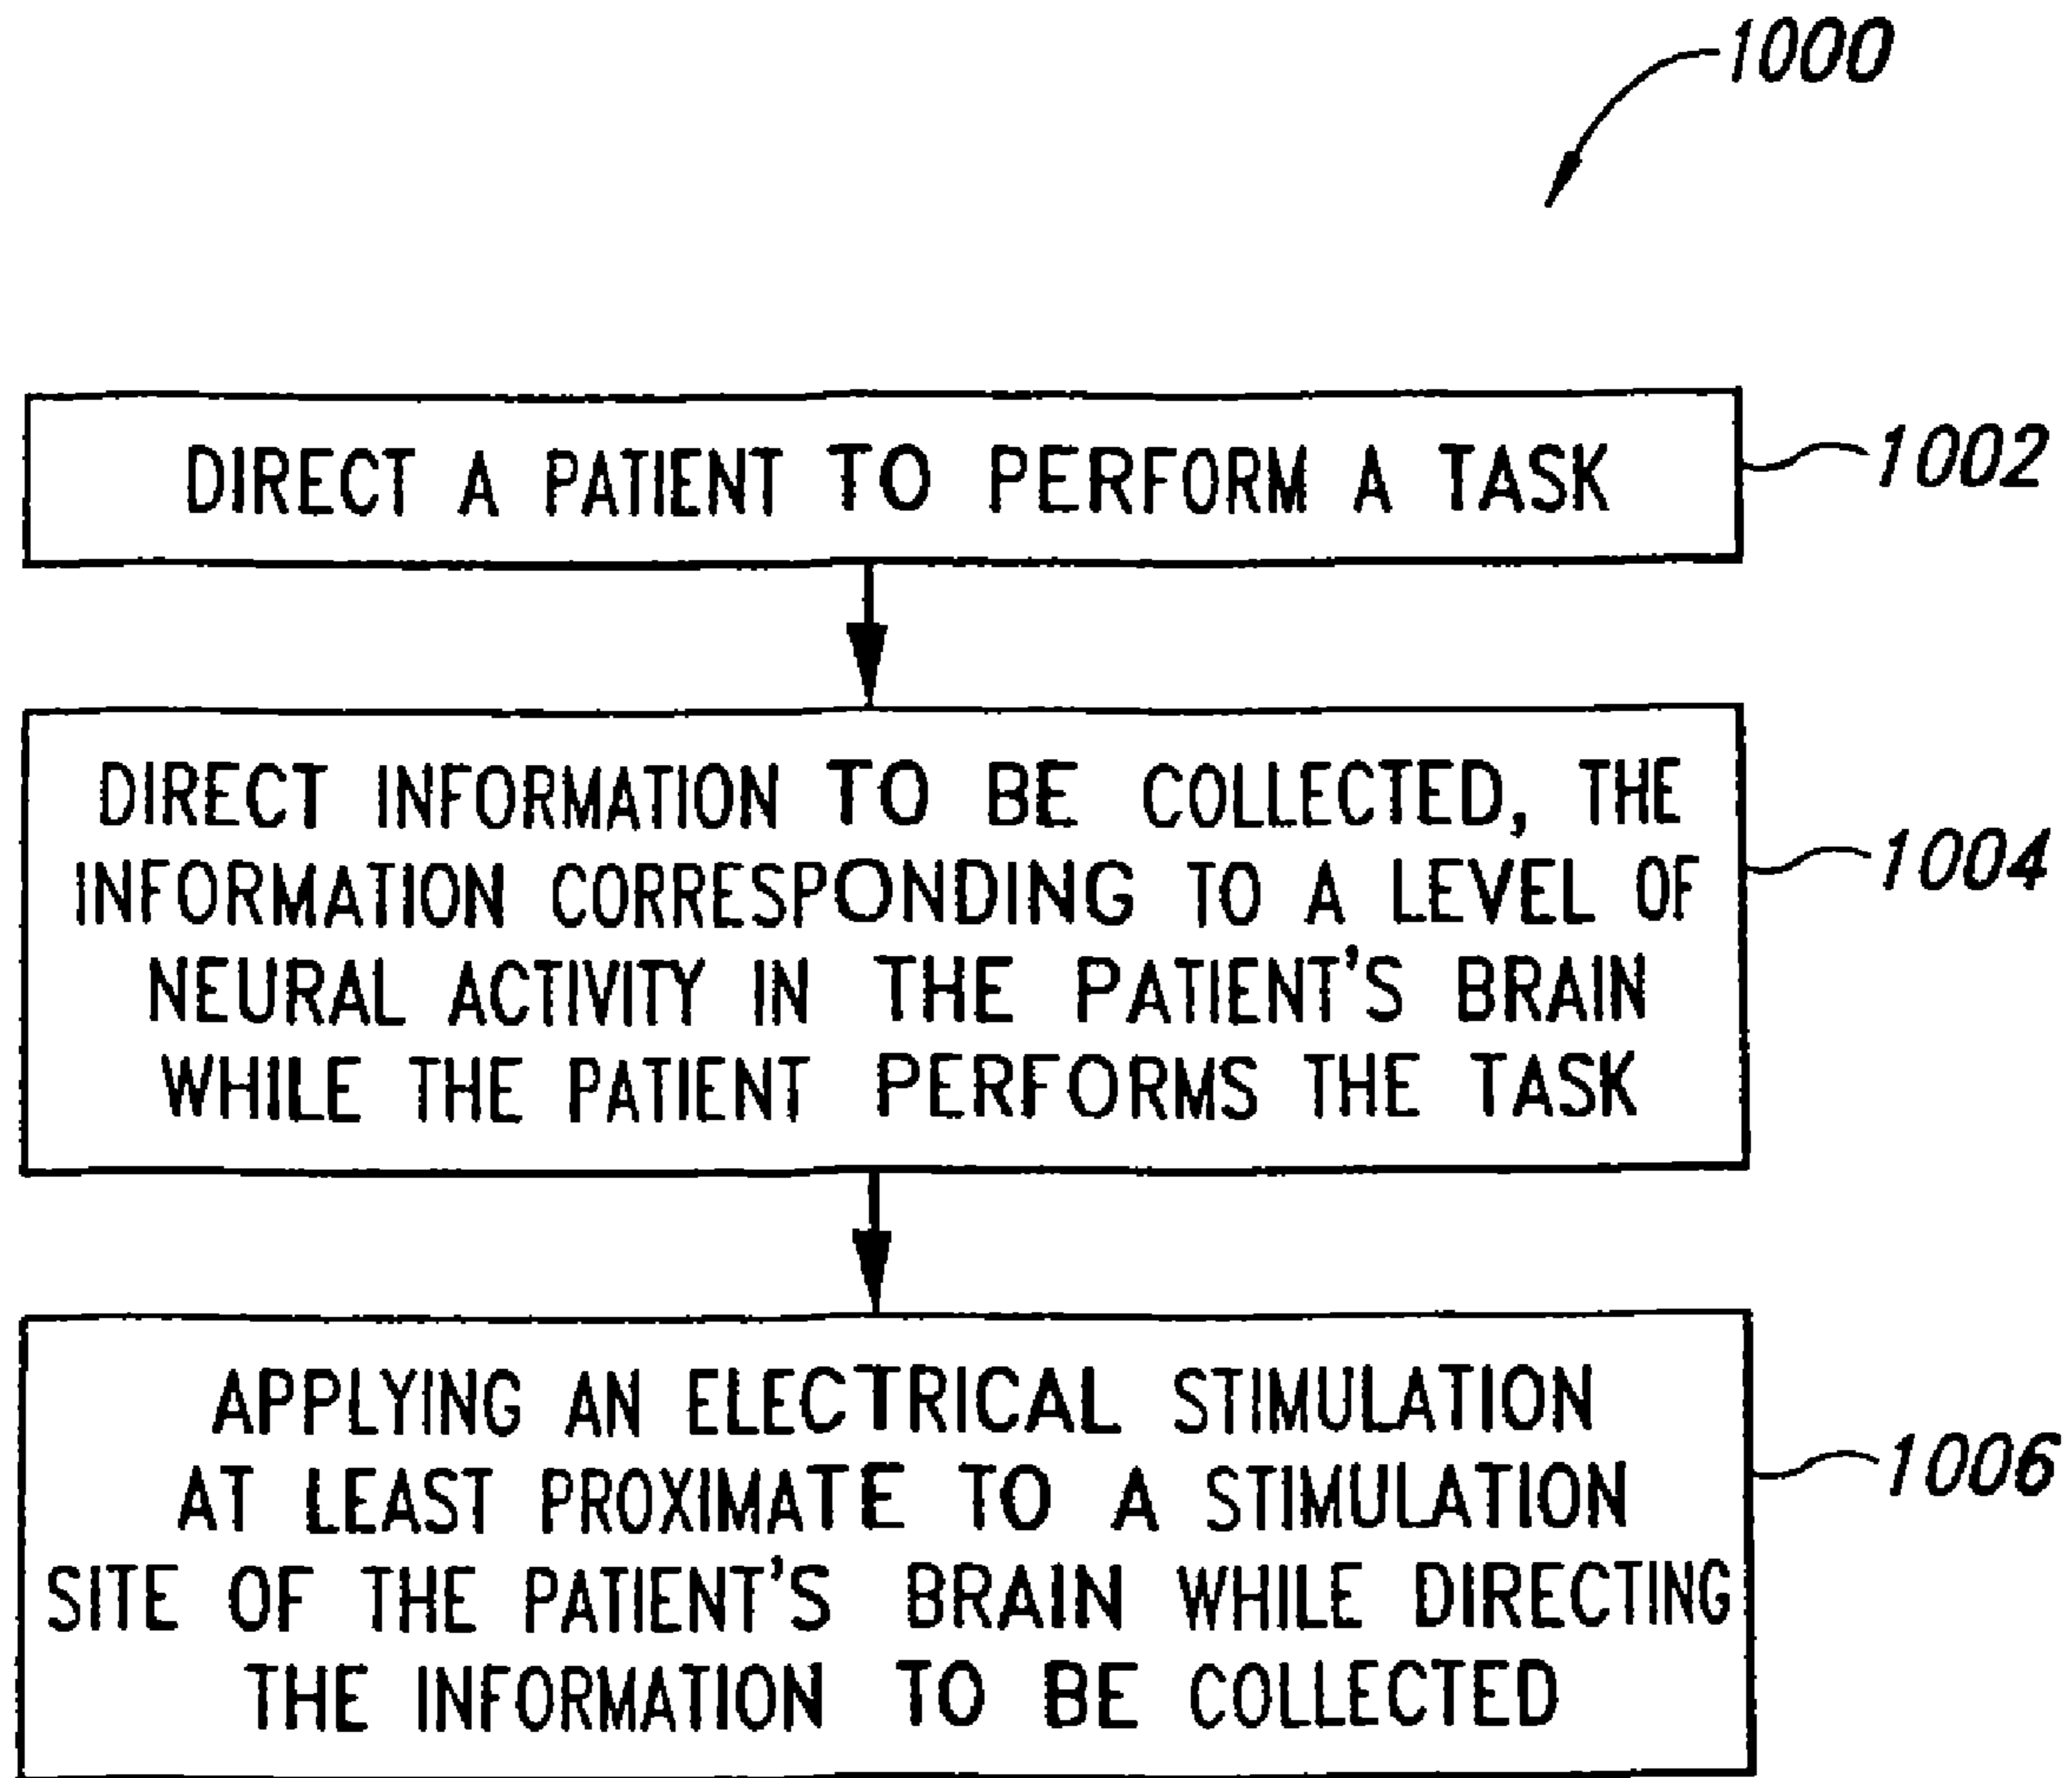 1000
DIRECT A PATIENT TO PERFORM A TASK
1002
DIRECT INFORMATION TO BE COLLECTED, THE
INFORMATION CORRESPONDING TO A LEVEL OF
NEURAL ACTIVITY IN THE PATIENT'S BRAIN
WHILE THE PATIENT PERFORMS THE TASK
1004
APPLYING AN ELECTRICAL STIMULATION
AT LEAST PROXIMATE TO A STIMULATION
SITE OF THE PATIENT'S BRAIN WHILE DIRECTING
THE INFORMATION TO BE COLLECTED
1006